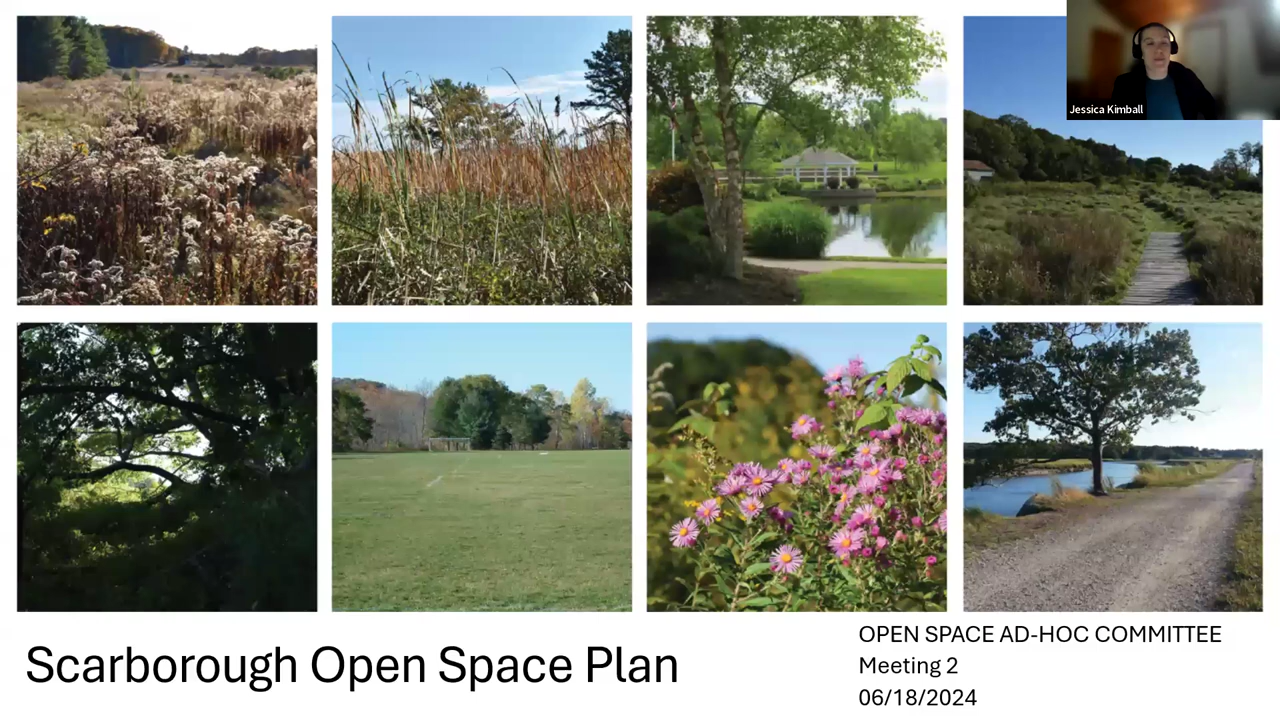 Jessica Kimball
Scarborough Open Space Plan
OPEN SPACE AD-HOC COMMITTEE
Meeting 2
06/18/2024